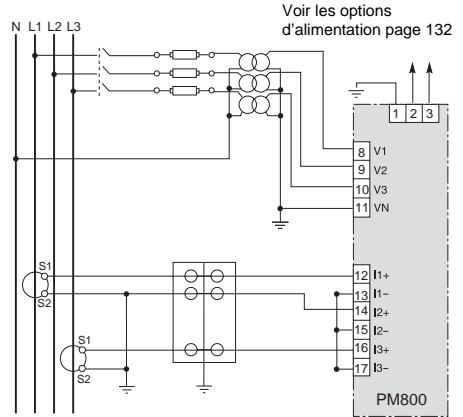 Voir les options
d'alimentation page 132
N L1 L2 L3
1 2 3
8 V1
9 V2
10 V3
11 VN
S1
S2
12 I1+
13 I1–
14 I2+
15 I2–
S1
S2
16 I3+
17 I3–
PM800